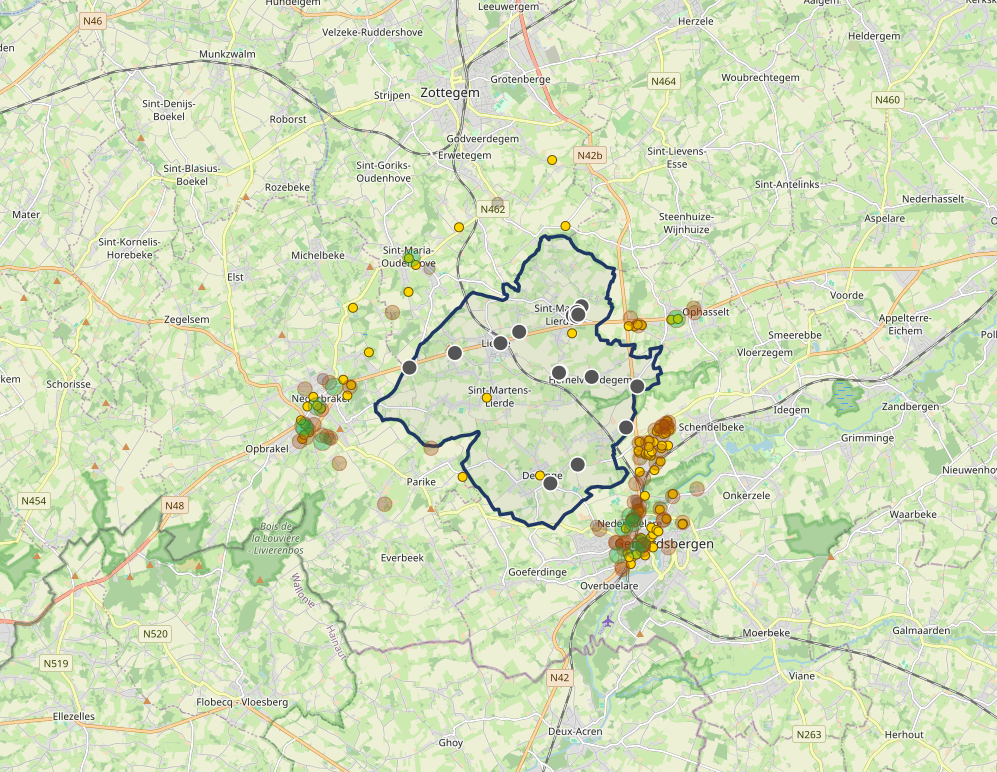 Hundelgem
Leeuwergem
Aalgem
N46
Herzele
Velzeke-Ruddershove
Heldergem
Munkzwalm
Grotenberge
N464
Woubrechtegem
Strijpen
Zottegem
N460
Sint-Denijs-
Boekel
Roborst
Godveerdegem
Erwetegem
N42b
Sint-Lievens-
Esse
Sint-Blasius-
Boekel
Sint-Goriks-
Oudenhove
Rozebeke
Sint-Antelinks
Nederhasselt
Mater
N462
Steenhuize-
Wijnhuize
Aspelare
Sint-Kornelis-
Horebeke
Michelbeke
Sint-Maria-
Elst
Voorde
Zegelsem
Ophasselt
Appelterre-
Eichem
Smeerebbe
Vloerzegem
Schorisse
Sint-Martens-
Lierde
Idegem
Zandbergen
Schendelbeke
Grimminge
Opbrakel
Parike
Onkerzele
N454
N48
Waarbeke
Bois de
la Louvière
- Livierenbos
Everbeek
Goeferdinge
Overboelare
Wallonie
Hainaut
N520
Moerbeke
Galmaarden
N519
N42
Viane
Flobecq - Vloesberg
Ellezelles
Deux-Acren
N263
Herhout
Ghoy